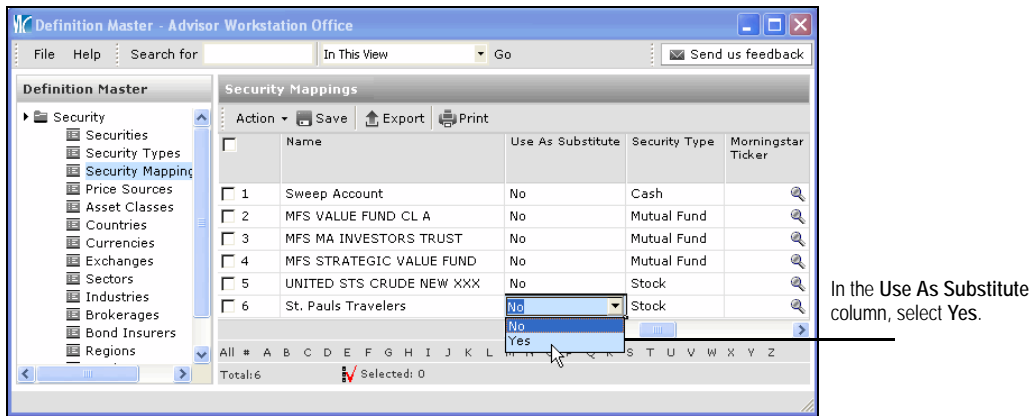 Definition Master - Advisor Workstation Office
File Help Search for In This View Go Send us feedback
Definition Master
Security
Securities
Security Types
Security Mapping
Price Sources
Asset Classes
Countries
Currencies
Exchanges
Sectors
Industries
Brokerages
Bond Insurers
Regions
Security Mappings
Action Save Export Print
Name Use As Substitute Security Type Morningstar Ticker
1 Sweep Account No Cash
2 MFS VALUE FUND CL A No Mutual Fund
3 MFS MA INVESTORS TRUST No Mutual Fund
4 MFS STRATEGIC VALUE FUND No Mutual Fund
5 UNITED STS CRUDE NEW XXX No Stock
6 St. Pauls Travelers No Stock
No
Yes
All # A B C D E F G H I J K L M N O P Q R S T U V W X Y Z
Total:6 Selected: 0
In the Use As Substitute
column, select Yes.